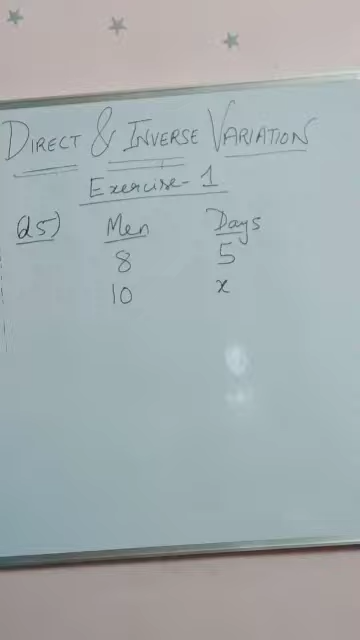 DIRECT & INVERSE VARIATION
Exercise-1
Q5) Men Days
8 5
10 x